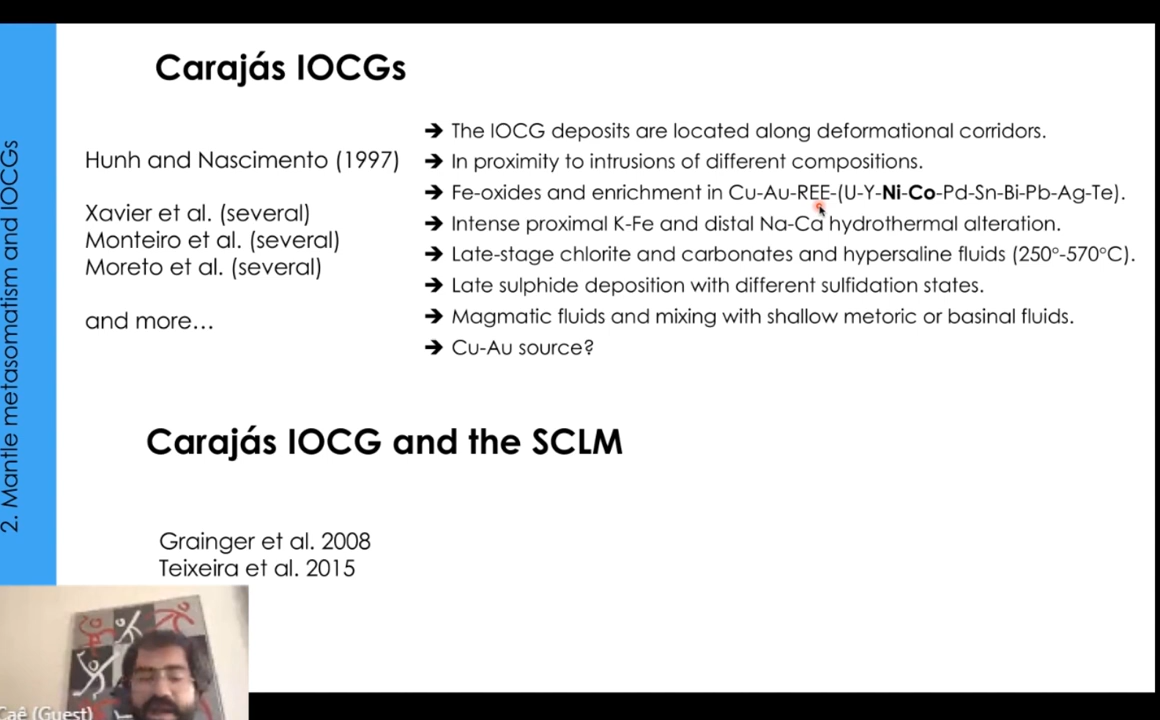 2. Mantle metasomatism and IOCGs
Carajás IOCGs
Hunh and Nascimento (1997)
Xavier et al. (several)
Monteiro et al. (several)
Moreto et al. (several)
and more...
➔ The IOCG deposits are located along deformational corridors.
➔ In proximity to intrusions of different compositions.
➔ Fe-oxides and enrichment in Cu-Au-REE-(U-Y-Ni-Co-Pd-Sn-Bi-Pb-Ag-Te).
➔ Intense proximal K-Fe and distal Na-Ca hydrothermal alteration.
➔ Late-stage chlorite and carbonates and hypersaline fluids (250°-570°C).
➔ Late sulphide deposition with different sulfidation states.
➔ Magmatic fluids and mixing with shallow metoric or basinal fluids.
➔ Cu-Au source?
Carajás IOCG and the SCLM
Grainger et al. 2008
Teixeira et al. 2015
Caê (Guest)